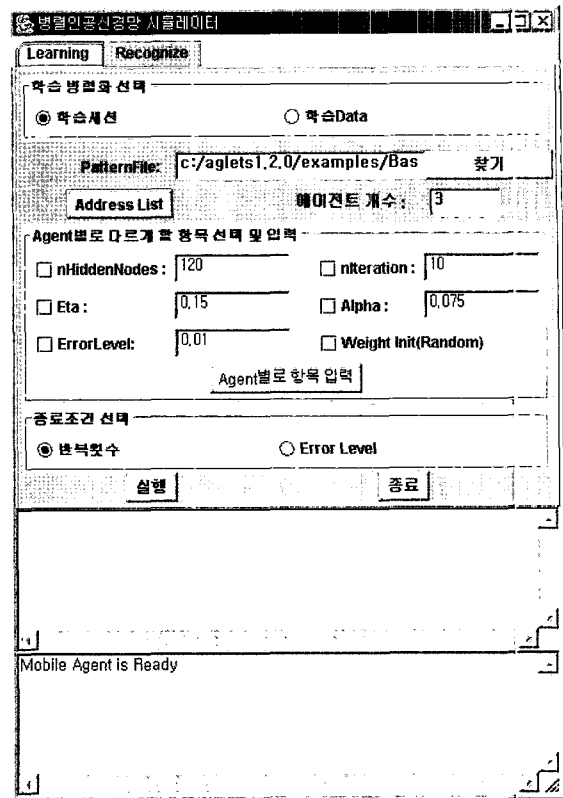 병렬인공신경망 시뮬레이터
Learning Recognize
학습 병렬화 선택
학습세션 학습Data
PatternFile: c:/aglets1.2.0/examples/Bas 찾기
Address List 에이전트 개수 : 3
Agent별로 다르게 할 항목 선택 및 입력
nHiddenNodes : 120 nIteration : 10
Eta : 0.15 Alpha : 0.075
ErrorLevel: 0.01 Weight Init(Random)
Agent별로 항목 입력
종료조건 선택
반복횟수 Error Level
실행 종료
Mobile Agent is Ready